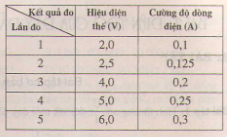 Kết quả đo
Lần đo
Hiệu điện thế (V)
Cường độ dòng điện (A)
1 2,0 0,1
2 2,5 0,125
3 4,0 0,2
4 5,0 0,25
5 6,0 0,3